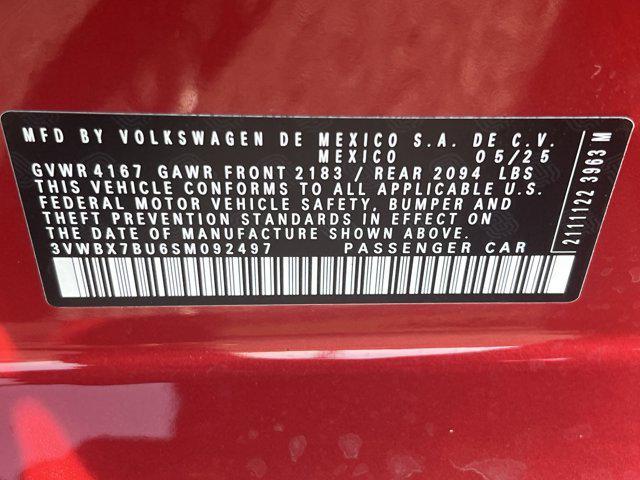 MFD BY VOLKSWAGEN DE MEXICO S.A. DE C.V.
MEXICO 05/25
GVWR 4167 GAWR FRONT 2183 / REAR 2094 LBS
THIS VEHICLE CONFORMS TO ALL APPLICABLE U.S.
FEDERAL MOTOR VEHICLE SAFETY, BUMPER AND
THEFT PREVENTION STANDARDS IN EFFECT ON
THE DATE OF MANUFACTURE SHOWN ABOVE.
3VWBX7BU6SM092497 PASSENGER CAR
2111122 3963 M